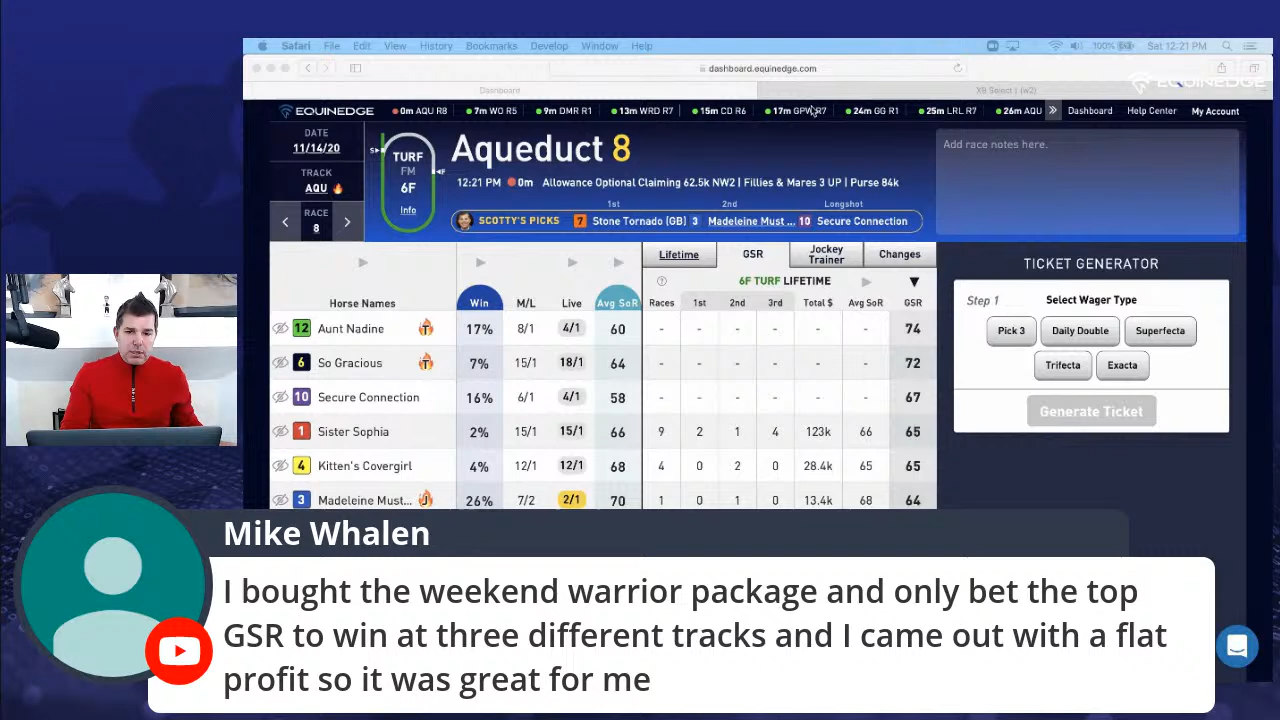 Safari File Edit View History Bookmarks Develop Window Help 100% Sat 12:21 PM
dashboard.equinedge.com
Dashboard
EQUINEDGE
EQUINEDGE 0m AQU R8 7m WO R5 9m DMR R1 13m WRD R7 15m CD R6 17m GPW R7 24m GG R1 25m LRL R7 26m AQU Dashboard Help Center My Account
DATE
11/14/20
TRACK
AQU
RACE
8
S
TURF
FM
6F
F
Info
Aqueduct 8
12:21 PM 0m Allowance Optional Claiming 62.5k NW2 | Fillies & Mares 3 UP | Purse 84k
1st 2nd Longshot
SCOTTY'S PICKS 7 Stone Tornado (GB) 3 Madeleine Must ... 10 Secure Connection
Add race notes here.
Lifetime GSR Jockey Trainer Changes
6F TURF LIFETIME
Horse Names Win M/L Live Avg SoR Races 1st 2nd 3rd Total $ Avg SoR GSR
12 Aunt Nadine T 17% 8/1 4/1 60 - - - - - - 74
6 So Gracious T 7% 15/1 18/1 64 - - - - - - 72
10 Secure Connection 16% 6/1 4/1 58 - - - - - - 67
1 Sister Sophia 2% 15/1 15/1 66 9 2 1 4 123k 66 65
4 Kitten's Covergirl 4% 12/1 12/1 68 4 0 2 0 28.4k 65 65
3 Madeleine Must... J 26% 7/2 2/1 70 1 0 1 0 13.4k 68 64
TICKET GENERATOR
Step 1 Select Wager Type
Pick 3 Daily Double Superfecta
Trifecta Exacta
Generate Ticket
Mike Whalen
I bought the weekend warrior package and only bet the top
GSR to win at three different tracks and I came out with a flat
profit so it was great for me